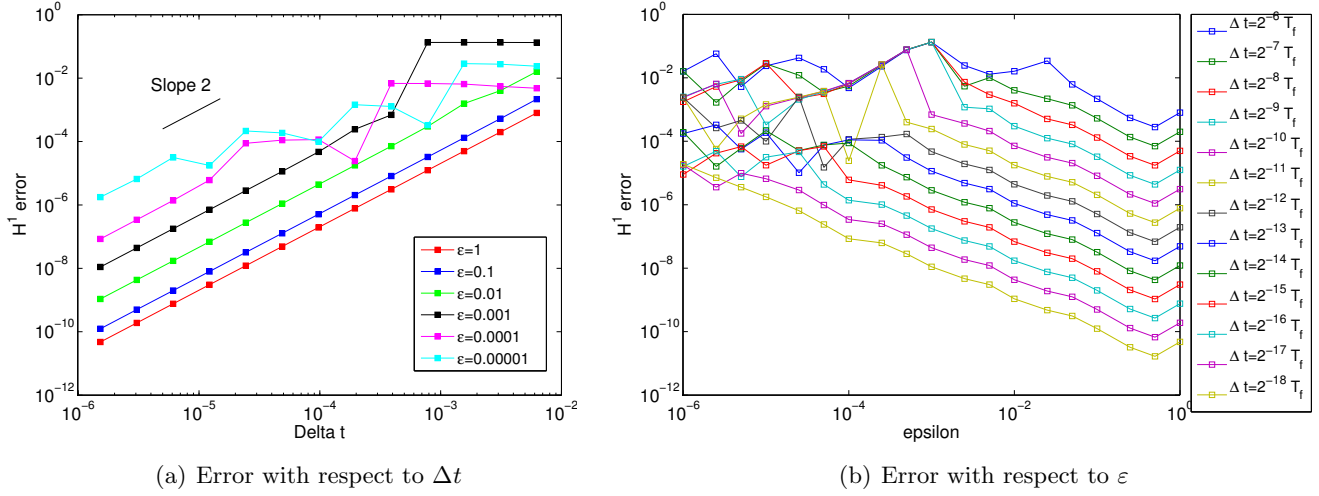 10^0
10^-2
10^-4
10^-6
10^-8
10^-10
10^-12
H^1 error
Slope 2
ε=1
ε=0.1
ε=0.01
ε=0.001
ε=0.0001
ε=0.00001
10^-6
10^-5
10^-4
10^-3
10^-2
Delta t
(a) Error with respect to Δt
10^0
10^-2
10^-4
10^-6
10^-8
10^-10
10^-12
H^1 error
10^-6
10^-4
10^-2
10^0
epsilon
Δ t=2^-6 T_f
Δ t=2^-7 T_f
Δ t=2^-8 T_f
Δ t=2^-9 T_f
Δ t=2^-10 T_f
Δ t=2^-11 T_f
Δ t=2^-12 T_f
Δ t=2^-13 T_f
Δ t=2^-14 T_f
Δ t=2^-15 T_f
Δ t=2^-16 T_f
Δ t=2^-17 T_f
Δ t=2^-18 T_f
(b) Error with respect to ε